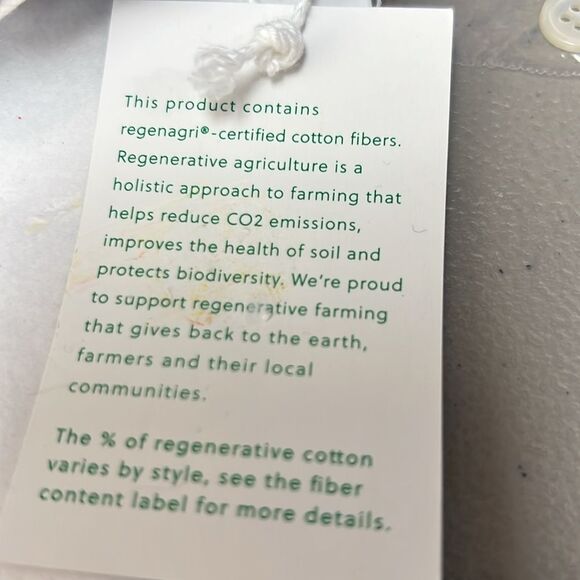 This product contains
regenagri®-certified cotton fibers.
Regenerative agriculture is a
holistic approach to farming that
helps reduce CO2 emissions,
improves the health of soil and
protects biodiversity. We're proud
to support regenerative farming
that gives back to the earth,
farmers and their local
communities.
The % of regenerative cotton
varies by style, see the fiber
content label for more details.